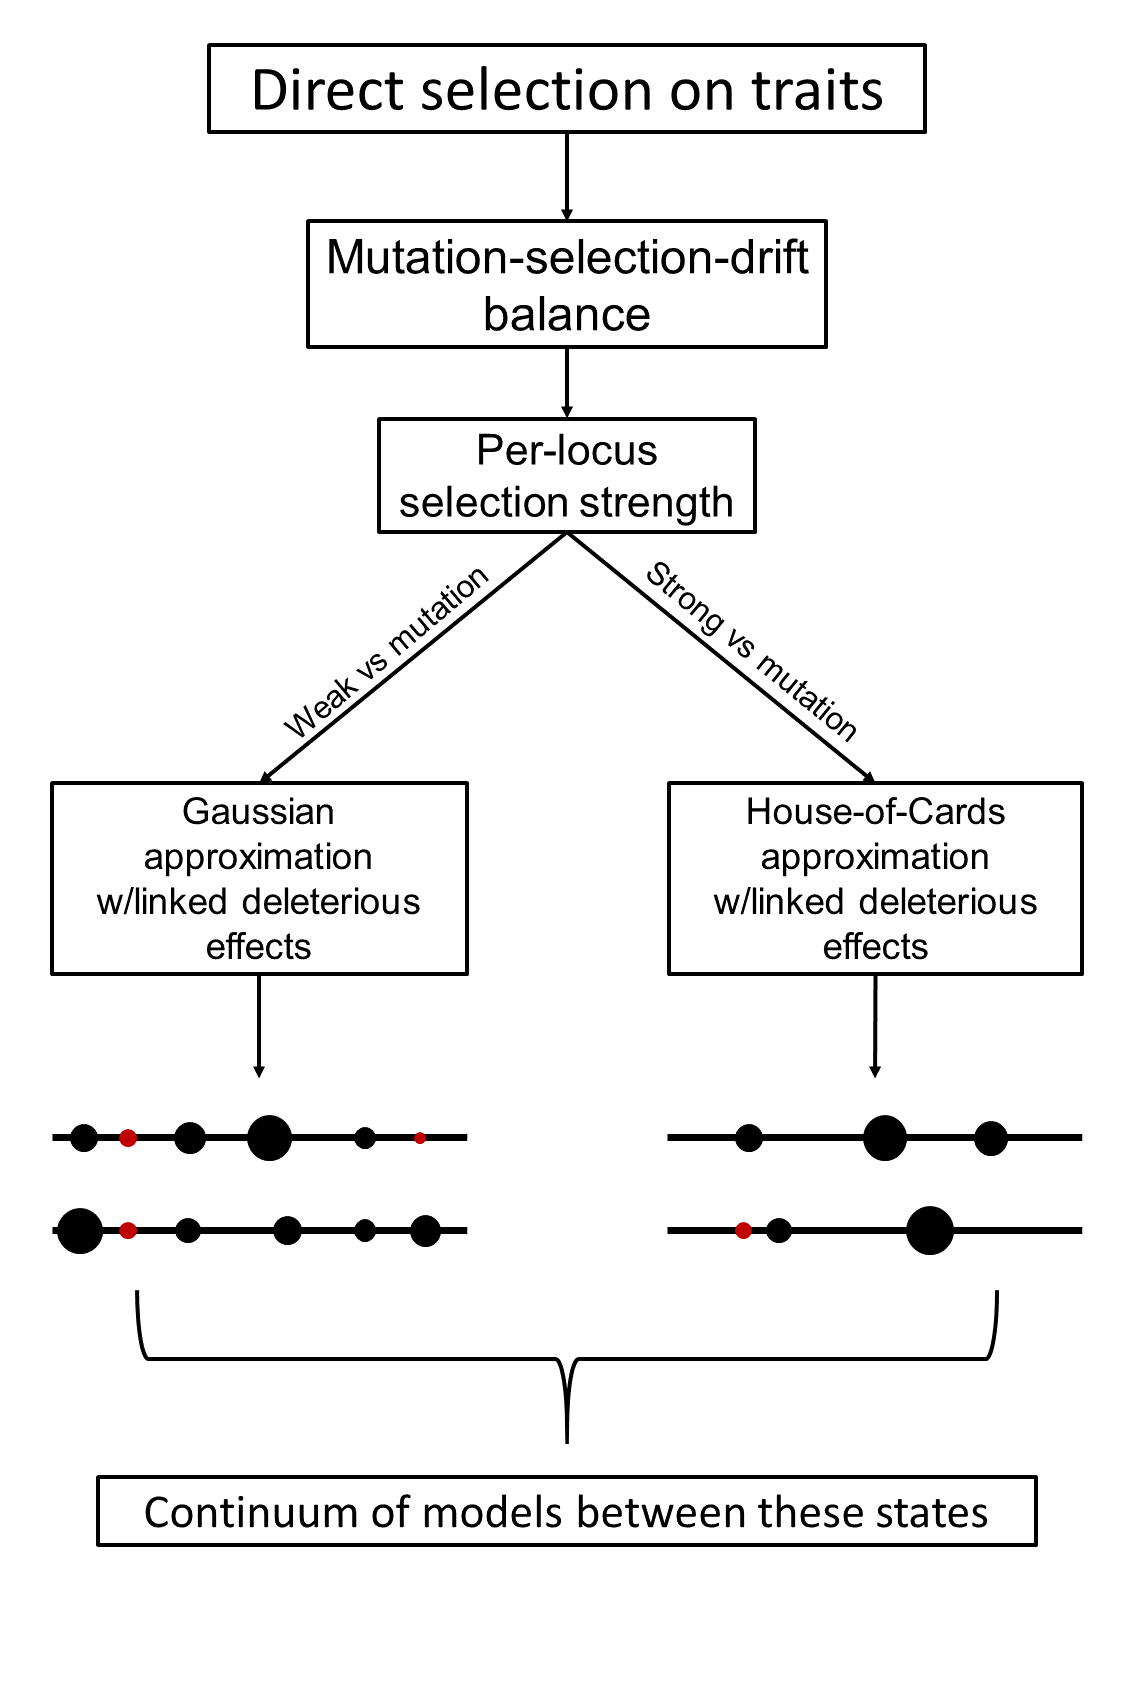 Direct selection on traits
Mutation-selection-drift
balance
Per-locus
selection strength
Weak vs mutation
Strong vs mutation
Gaussian
approximation
w/linked deleterious
effects
House-of-Cards
approximation
w/linked deleterious
effects
Continuum of models between these states